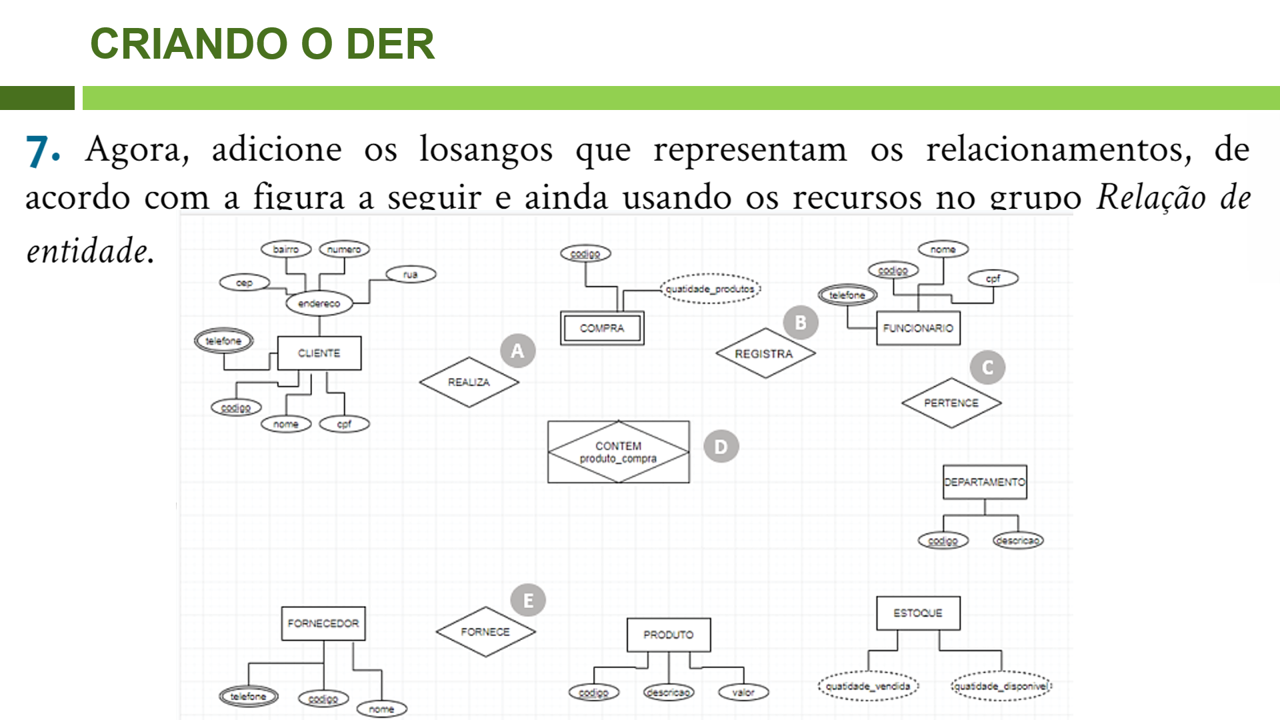 CRIANDO O DER
7. Agora, adicione os losangos que representam os relacionamentos, de
acordo com a figura a seguir e ainda usando os recursos no grupo Relação de
entidade.
bairro
numero
cep
rua
endereco
telefone
CLIENTE
codigo
nome
cpf
A
REALIZA
codigo
quatidade_produtos
COMPRA
B
REGISTRA
nome
codigo
cpf
telefone
FUNCIONARIO
C
PERTENCE
CONTEM
produto_compra
D
DEPARTAMENTO
codigo
descricao
FORNECEDOR
telefone
codigo
nome
E
FORNECE
PRODUTO
codigo
descricao
valor
ESTOQUE
quatidade_vendida
quatidade_disponivel